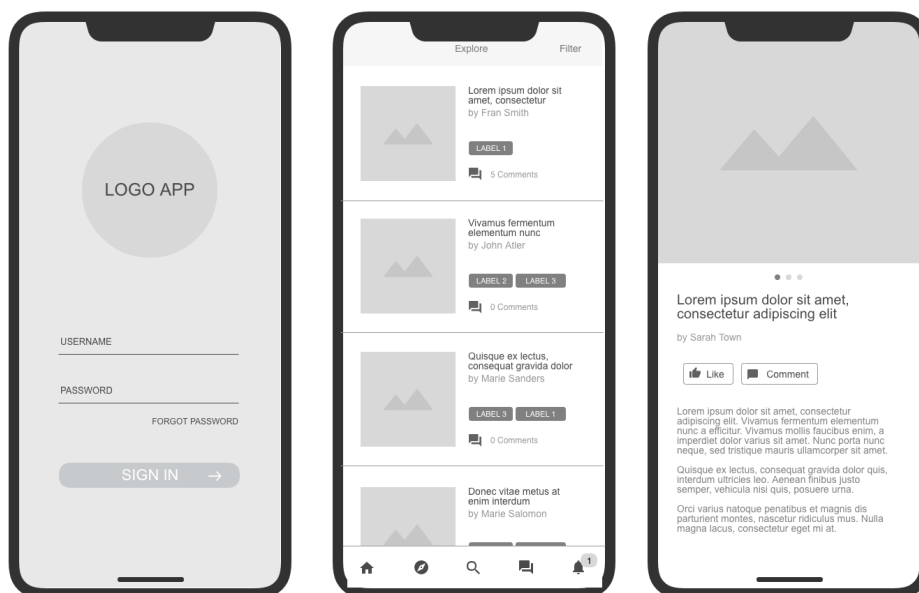 LOGO APP
USERNAME
PASSWORD
FORGOT PASSWORD
SIGN IN
Explore
Filter
Lorem ipsum dolor sit
amet, consectetur
by Fran Smith
LABEL 1
5 Comments
Vivamus fermentum
elementum nunc
by John Atler
LABEL 2 LABEL 3
0 Comments
Quisque ex lectus,
consequat gravida dolor
by Marie Sanders
LABEL 3 LABEL 1
0 Comments
Donec vitae metus at
enim interdum
by Marie Salomon
1
Lorem ipsum dolor sit amet,
consectetur adipiscing elit
by Sarah Town
Like
Comment
Lorem ipsum dolor sit amet, consectetur
adipiscing elit. Vivamus fermentum elementum
nunc a efficitur. Vivamus mollis faucibus enim, a
imperdiet dolor varius sit amet. Nunc porta nunc
neque, sed tristique mauris ullamcorper sit amet.
Quisque ex lectus, consequat gravida dolor quis,
interdum ultricies leo. Aenean finibus justo
semper, vehicula nisi quis, posuere urna.
Orci varius natoque penatibus et magnis dis
parturient montes, nascetur ridiculus mus. Nulla
magna lacus, consectetur eget mi at.